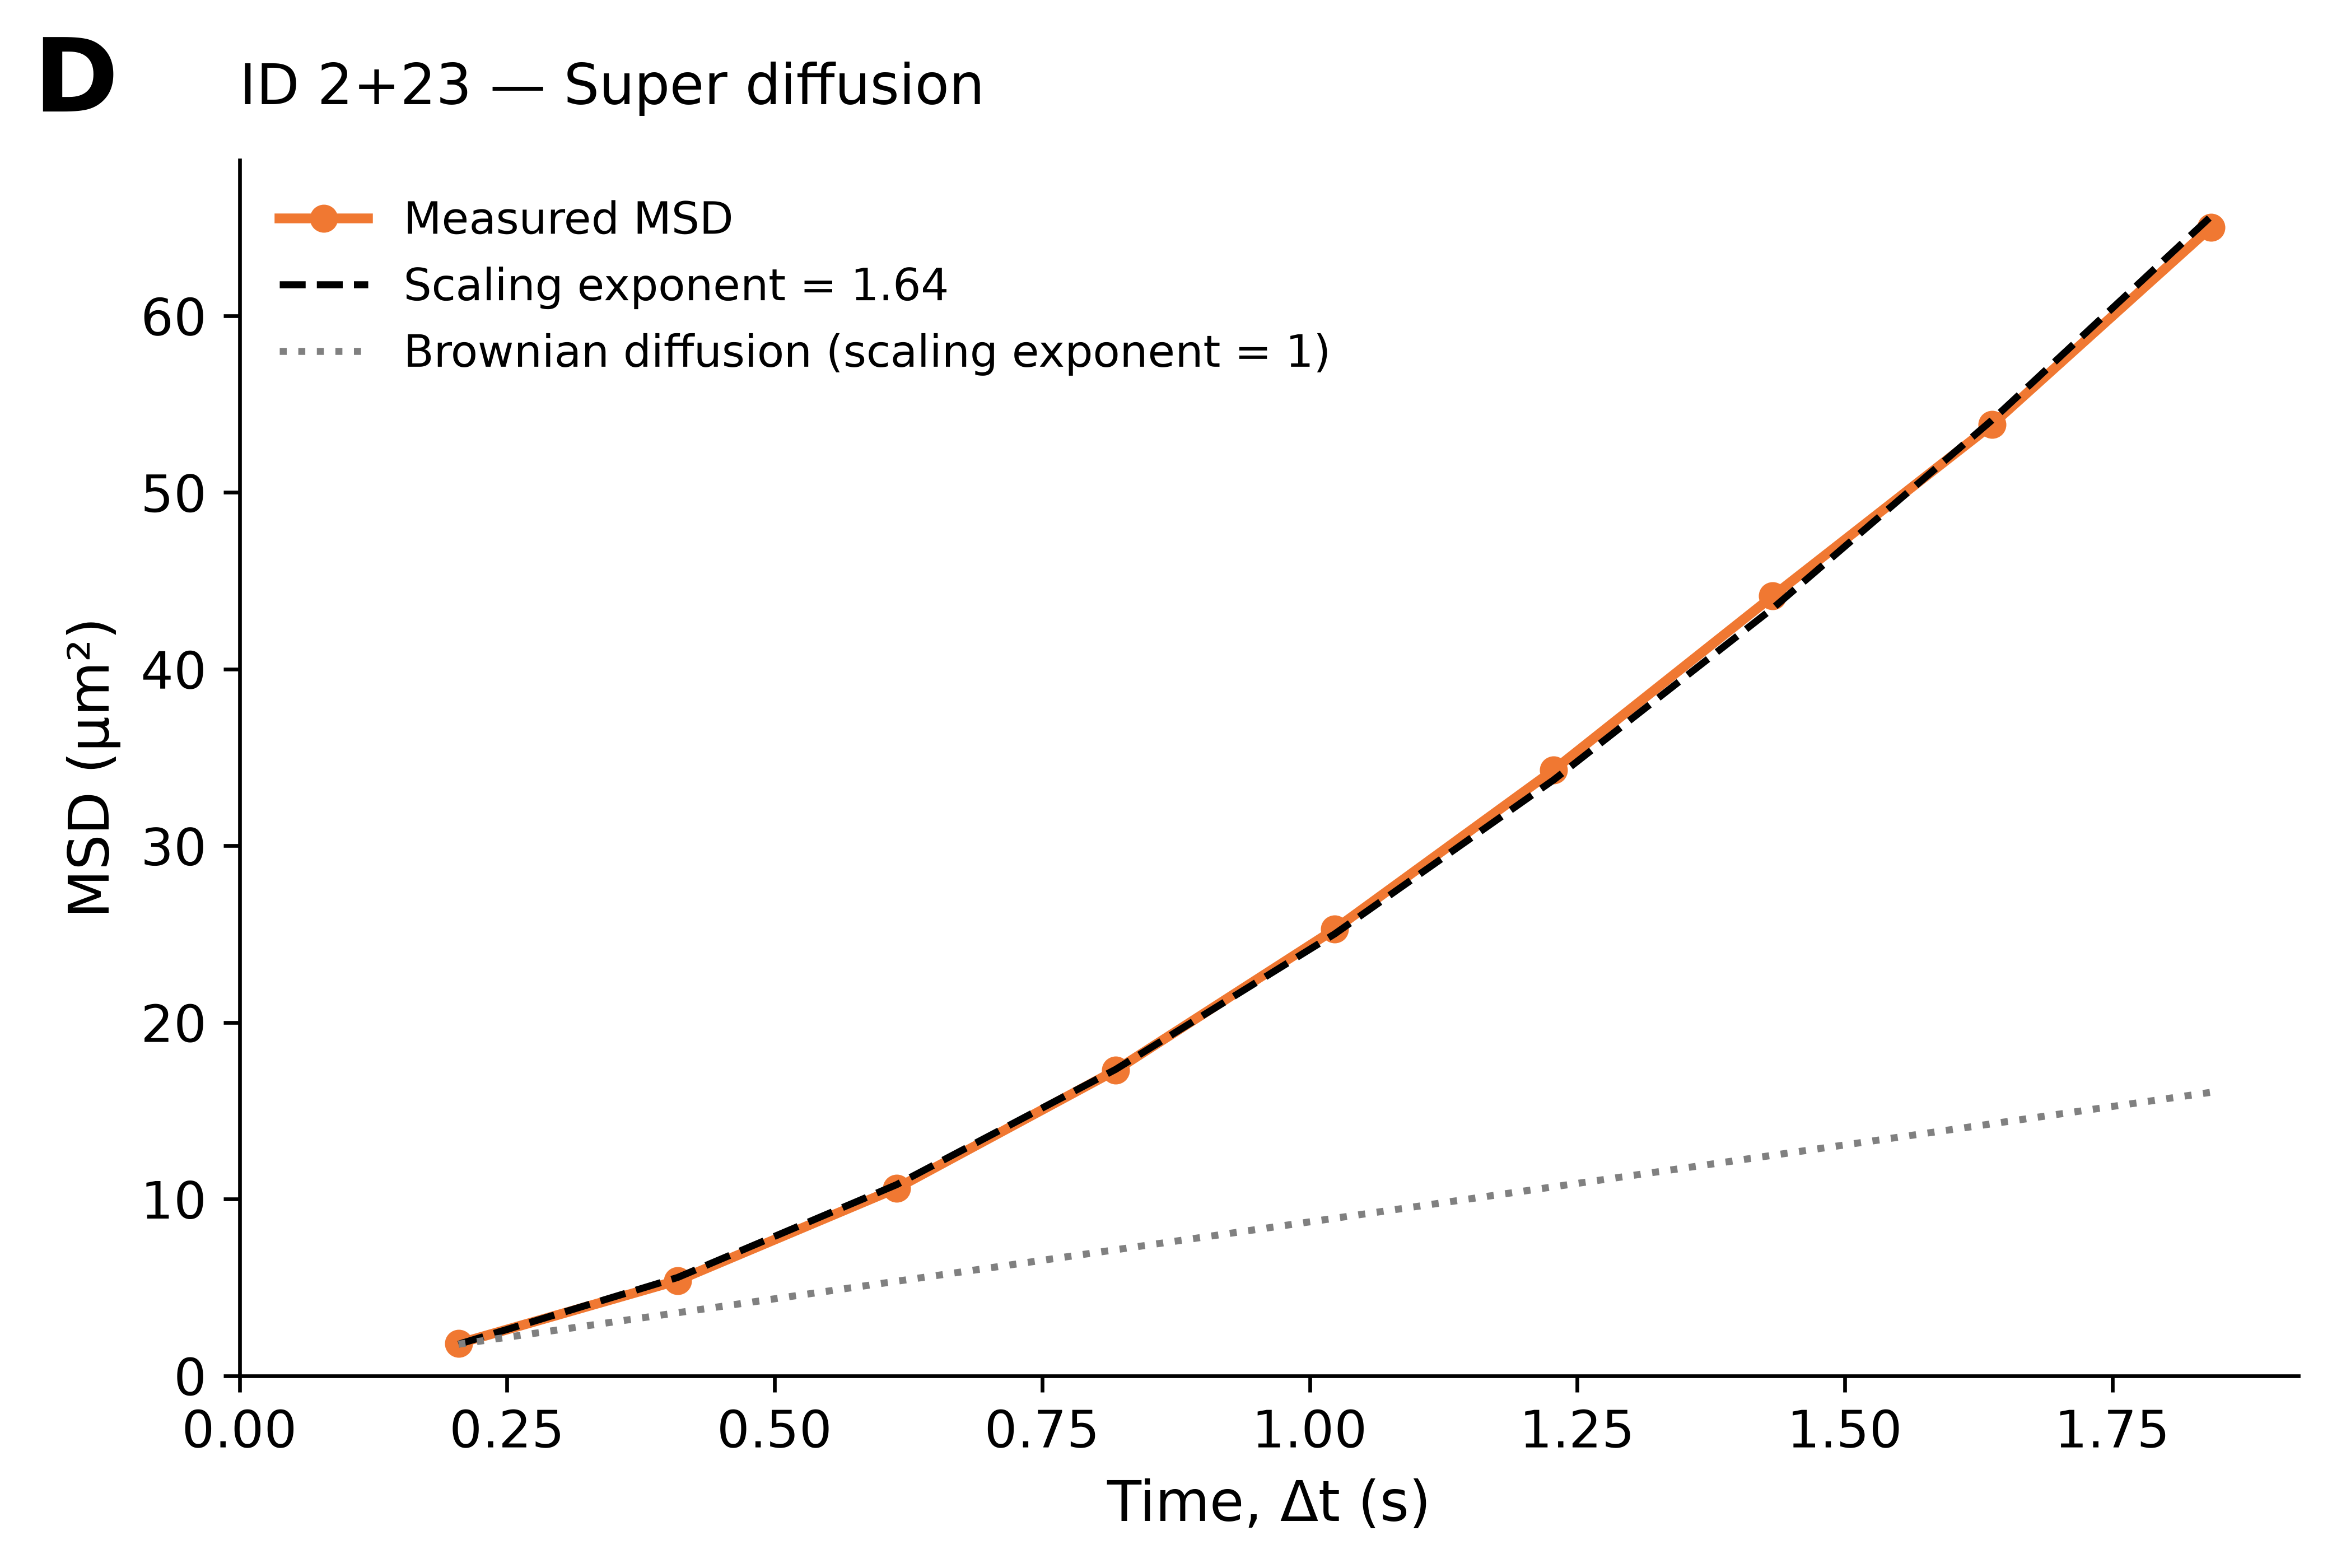 D
ID 2+23 — Super diffusion
Measured MSD
Scaling exponent = 1.64
Brownian diffusion (scaling exponent = 1)
MSD (µm²)
60
50
40
30
20
10
0
0.00 0.25 0.50 0.75 1.00 1.25 1.50 1.75
Time, Δt (s)